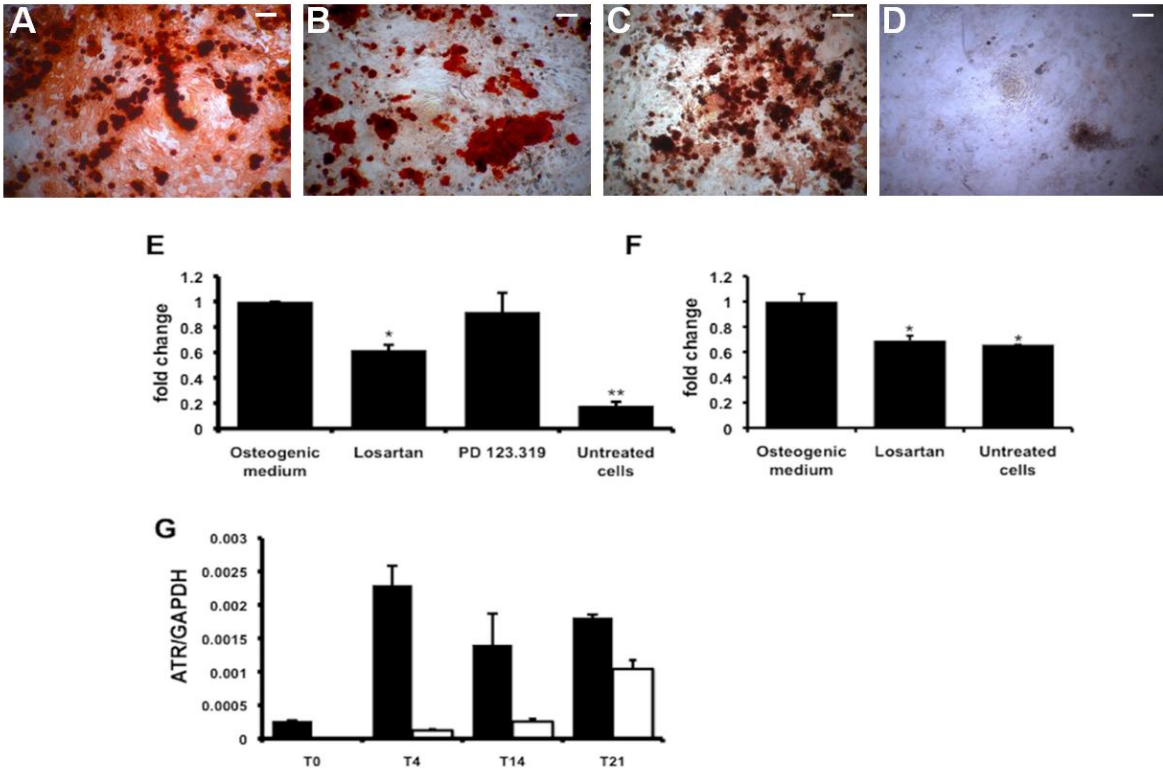 A B C D
E F
1.2 1.2
1 1
0.8 0.8
0.6 0.6
0.4 0.4
0.2 0.2
0 0
fold change fold change
* ** * *
Osteogenic medium Losartan PD 123.319 Untreated cells
Osteogenic medium Losartan Untreated cells
G
0.003
0.0025
0.002
0.0015
0.001
0.0005
0
ATR/GAPDH
T0 T4 T14 T21